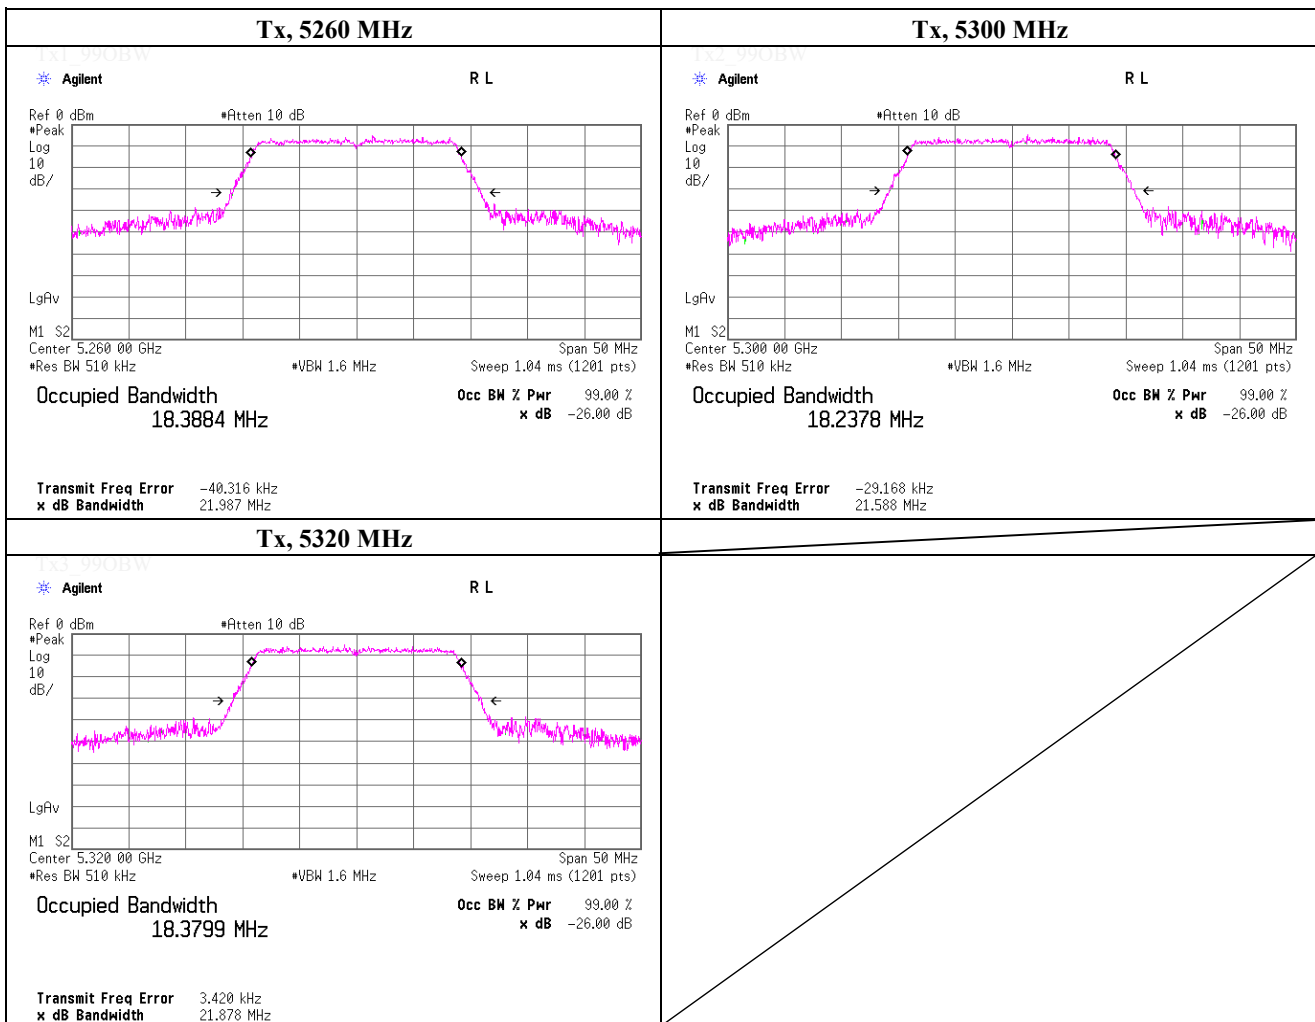 Tx, 5260 MHz
Tx1_99OBW
Agilent R L
Ref 0 dBm #Atten 10 dB
#Peak
Log
10
dB/
LgAv
M1 S2
Center 5.260 00 GHz Span 50 MHz
#Res BW 510 kHz #VBW 1.6 MHz Sweep 1.04 ms (1201 pts)
Occupied Bandwidth Occ BW % Pwr 99.00 %
18.3884 MHz x dB -26.00 dB
Transmit Freq Error -40.316 kHz
x dB Bandwidth 21.987 MHz
Tx, 5300 MHz
Tx2_99OBW
Agilent R L
Ref 0 dBm #Atten 10 dB
#Peak
Log
10
dB/
LgAv
M1 S2
Center 5.300 00 GHz Span 50 MHz
#Res BW 510 kHz #VBW 1.6 MHz Sweep 1.04 ms (1201 pts)
Occupied Bandwidth Occ BW % Pwr 99.00 %
18.2378 MHz x dB -26.00 dB
Transmit Freq Error -29.168 kHz
x dB Bandwidth 21.588 MHz
Tx, 5320 MHz
Tx3_99OBW
Agilent R L
Ref 0 dBm #Atten 10 dB
#Peak
Log
10
dB/
LgAv
M1 S2
Center 5.320 00 GHz Span 50 MHz
#Res BW 510 kHz #VBW 1.6 MHz Sweep 1.04 ms (1201 pts)
Occupied Bandwidth Occ BW % Pwr 99.00 %
18.3799 MHz x dB -26.00 dB
Transmit Freq Error 3.420 kHz
x dB Bandwidth 21.878 MHz